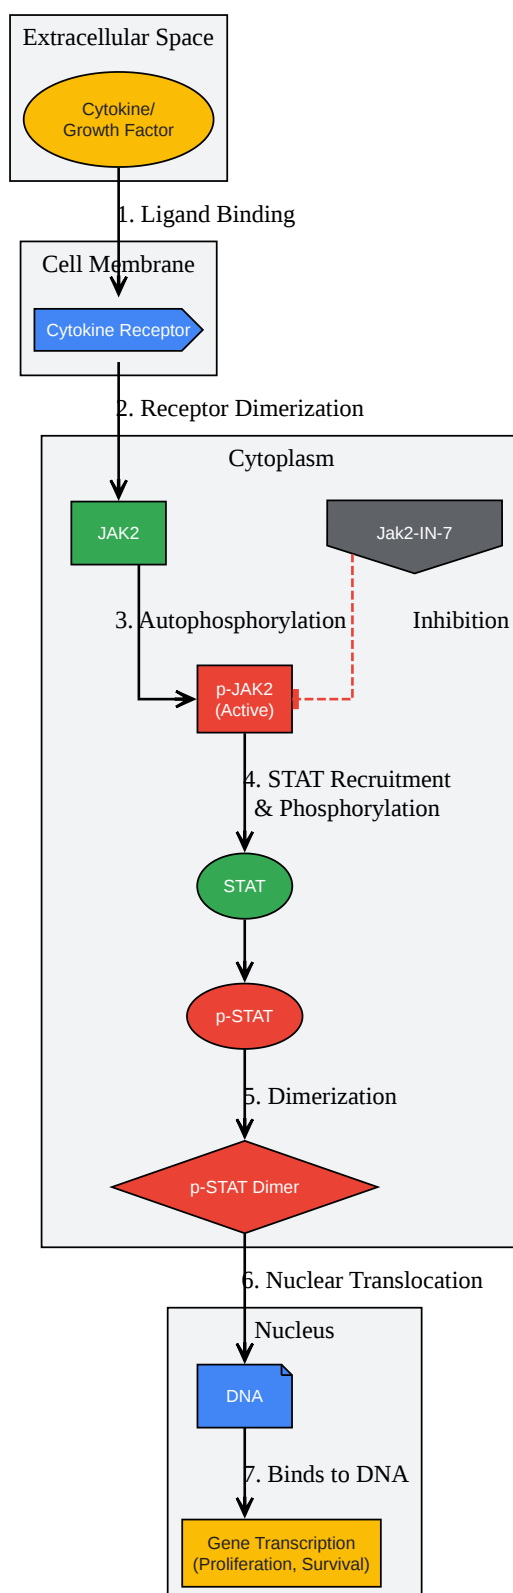 Extracellular Space
Cytokine/
Growth Factor
1. Ligand Binding
Cell Membrane
Cytokine Receptor
2. Receptor Dimerization
Cytoplasm
JAK2
Jak2-IN-7
3. Autophosphorylation
Inhibition
p-JAK2
(Active)
4. STAT Recruitment
& Phosphorylation
STAT
p-STAT
5. Dimerization
p-STAT Dimer
6. Nuclear Translocation
Nucleus
DNA
7. Binds to DNA
Gene Transcription
(Proliferation, Survival)